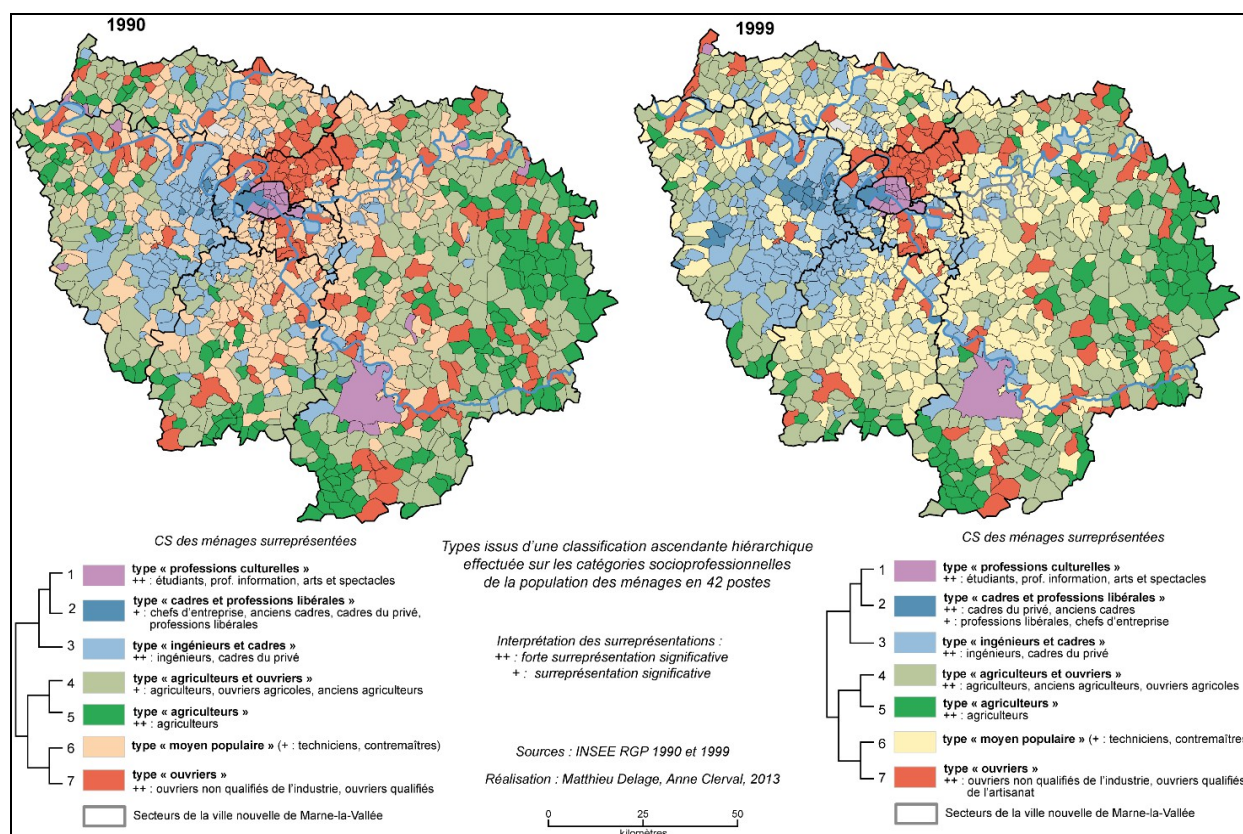 1990
1999
CS des ménages surreprésentées
1 type « professions culturelles »
++ : étudiants, prof. information, arts et spectacles
2 type « cadres et professions libérales »
+ : chefs d'entreprise, anciens cadres, cadres du privé,
professions libérales
3 type « ingénieurs et cadres »
++ : ingénieurs, cadres du privé
4 type « agriculteurs et ouvriers »
+ : agriculteurs, ouvriers agricoles, anciens agriculteurs
5 type « agriculteurs »
++ : agriculteurs
6 type « moyen populaire » (+ : techniciens, contremaîtres)
7 type « ouvriers »
++ : ouvriers non qualifiés de l'industrie, ouvriers qualifiés
Secteurs de la ville nouvelle de Marne-la-Vallée
Types issus d'une classification ascendante hiérarchique
effectuée sur les catégories socioprofessionnelles
de la population des ménages en 42 postes
Interprétation des surreprésentations :
++ : forte surreprésentation significative
+ : surreprésentation significative
Sources : INSEE RGP 1990 et 1999
Réalisation : Matthieu Delage, Anne Clerval, 2013
0 25 50
kilomètres
CS des ménages surreprésentées
1 type « professions culturelles »
++ : étudiants, prof. information, arts et spectacles
2 type « cadres et professions libérales »
++ : cadres du privé, anciens cadres
+ : professions libérales, chefs d'entreprise
3 type « ingénieurs et cadres »
++ : ingénieurs, cadres du privé
4 type « agriculteurs et ouvriers »
++ : agriculteurs, anciens agriculteurs, ouvriers agricoles
5 type « agriculteurs »
++ : agriculteurs
6 type « moyen populaire » (+ : techniciens, contremaîtres
7 type « ouvriers »
++ : ouvriers non qualifiés de l'industrie, ouvriers qualifiés
de l'artisanat
Secteurs de la ville nouvelle de Marne-la-Vallée